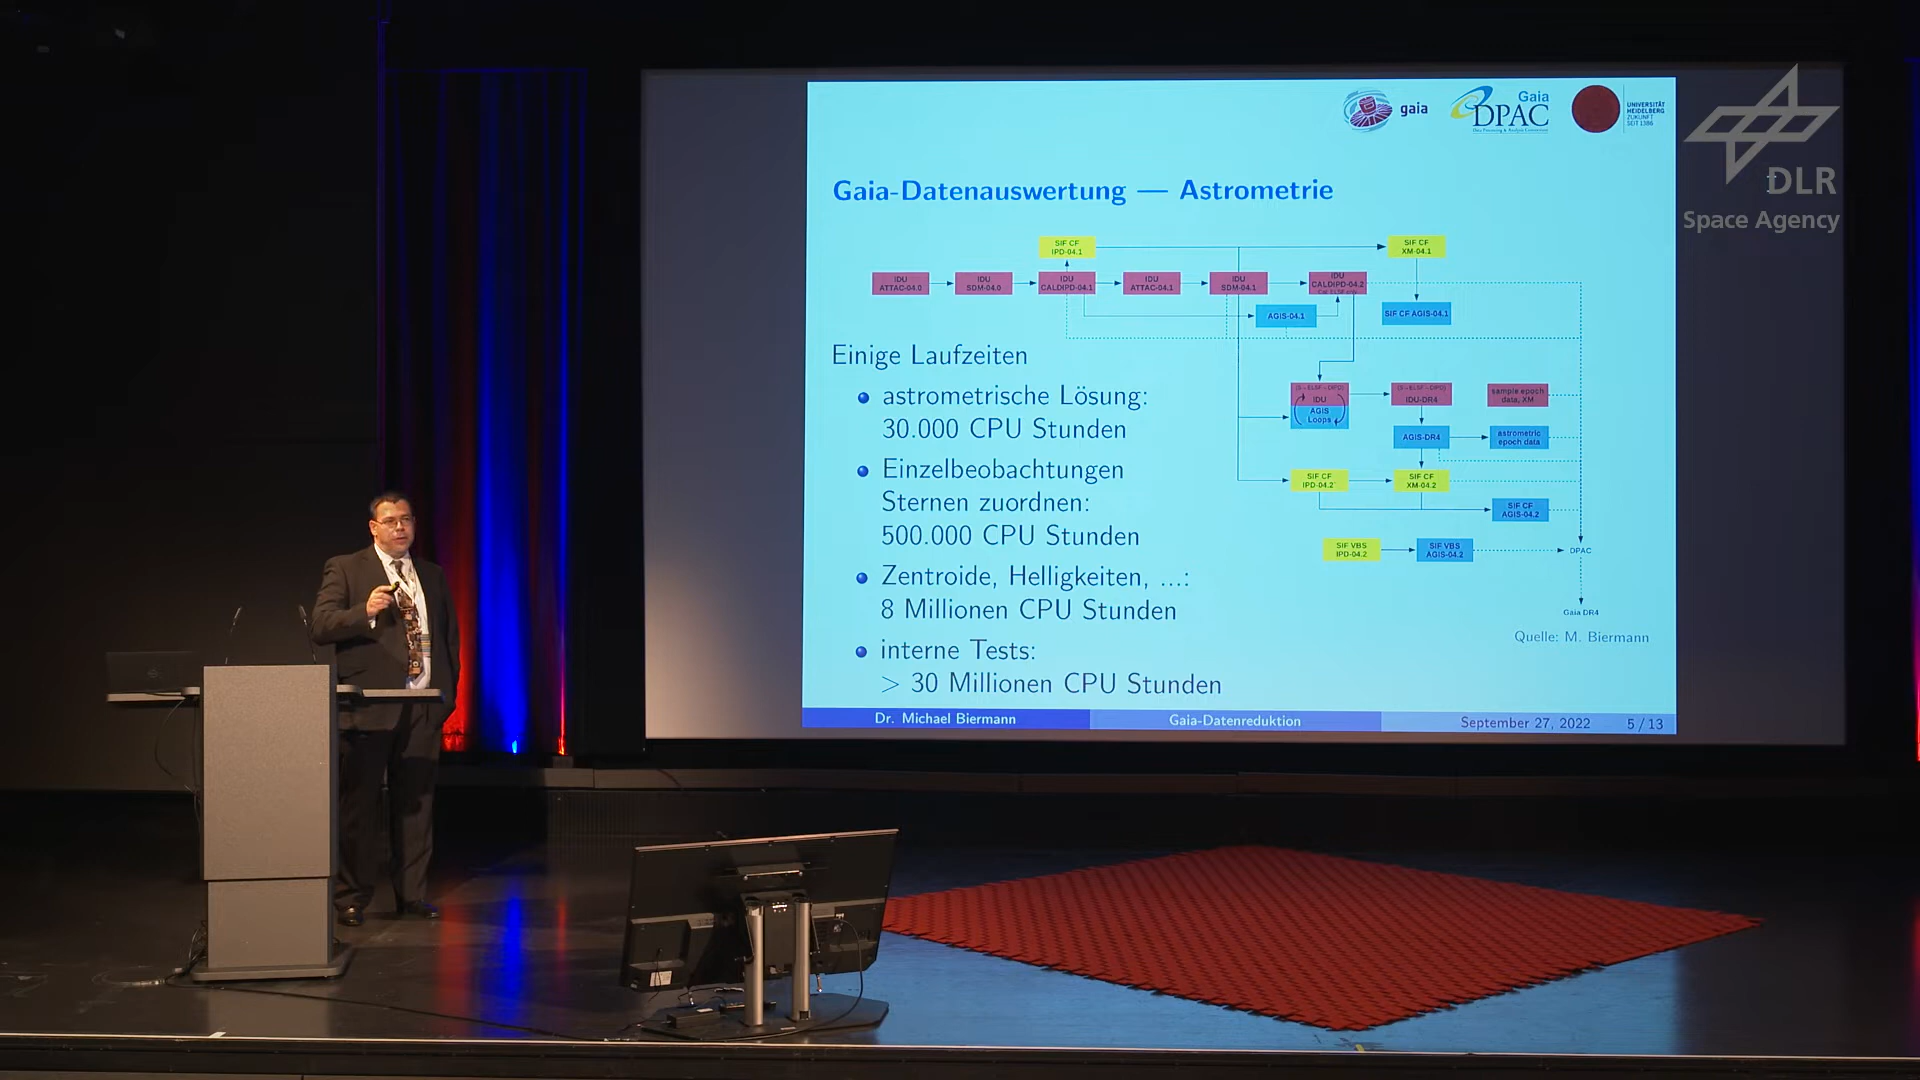 gaia
Gaia
DPAC
UNIVERSITÄT
HEIDELBERG
ZUKUNFT
SEIT 1386
DLR
Space Agency
Gaia-Datenauswertung — Astrometrie
SIF CF
IPD-04.1
SIF CF
XM-04.1
IDU
ATTAC-04.0
IDU
SDM-04.0
IDU
CALDIPD-04.1
IDU
ATTAC-04.1
IDU
SDM-04.1
IDU
CALDIPD-04.2
AGIS-04.1
SIF CF AGIS-04.1
Einige Laufzeiten
astrometrische Lösung:
30.000 CPU Stunden
Einzelbeobachtungen
Sternen zuordnen:
500.000 CPU Stunden
Zentroide, Helligkeiten, ...:
8 Millionen CPU Stunden
interne Tests:
> 30 Millionen CPU Stunden
IDU
AGIS
Loops
IDU-DR4
sample epoch
data, XM
AGIS-DR4
astrometric
epoch data
SIF CF
IPD-04.2
SIF CF
XM-04.2
SIF CF
AGIS-04.2
SIF VBS
IPD-04.2
SIF VBS
AGIS-04.2
DPAC
Gaia DR4
Quelle: M. Biermann
Dr. Michael Biermann
Gaia-Datenreduktion
September 27, 2022
5 / 13